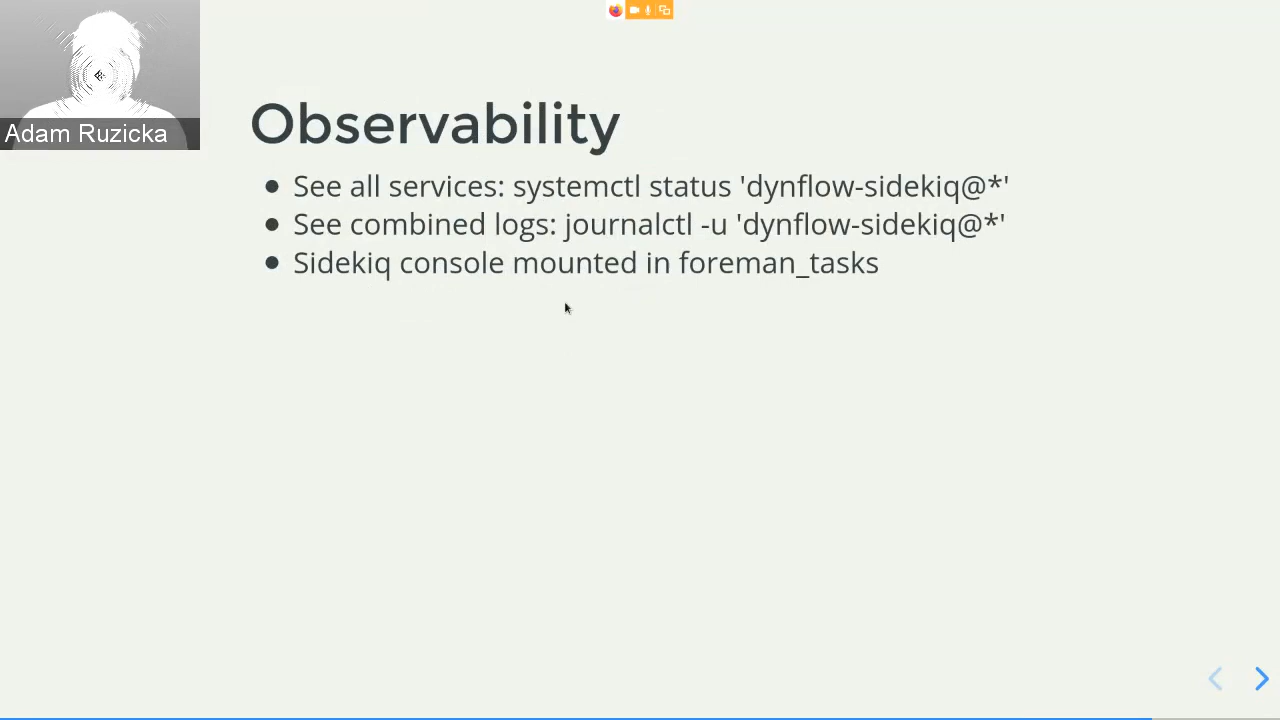 Adam Ruzicka
Observability
See all services: systemctl status 'dynflow-sidekiq@*'
See combined logs: journalctl -u 'dynflow-sidekiq@*'
Sidekiq console mounted in foreman_tasks